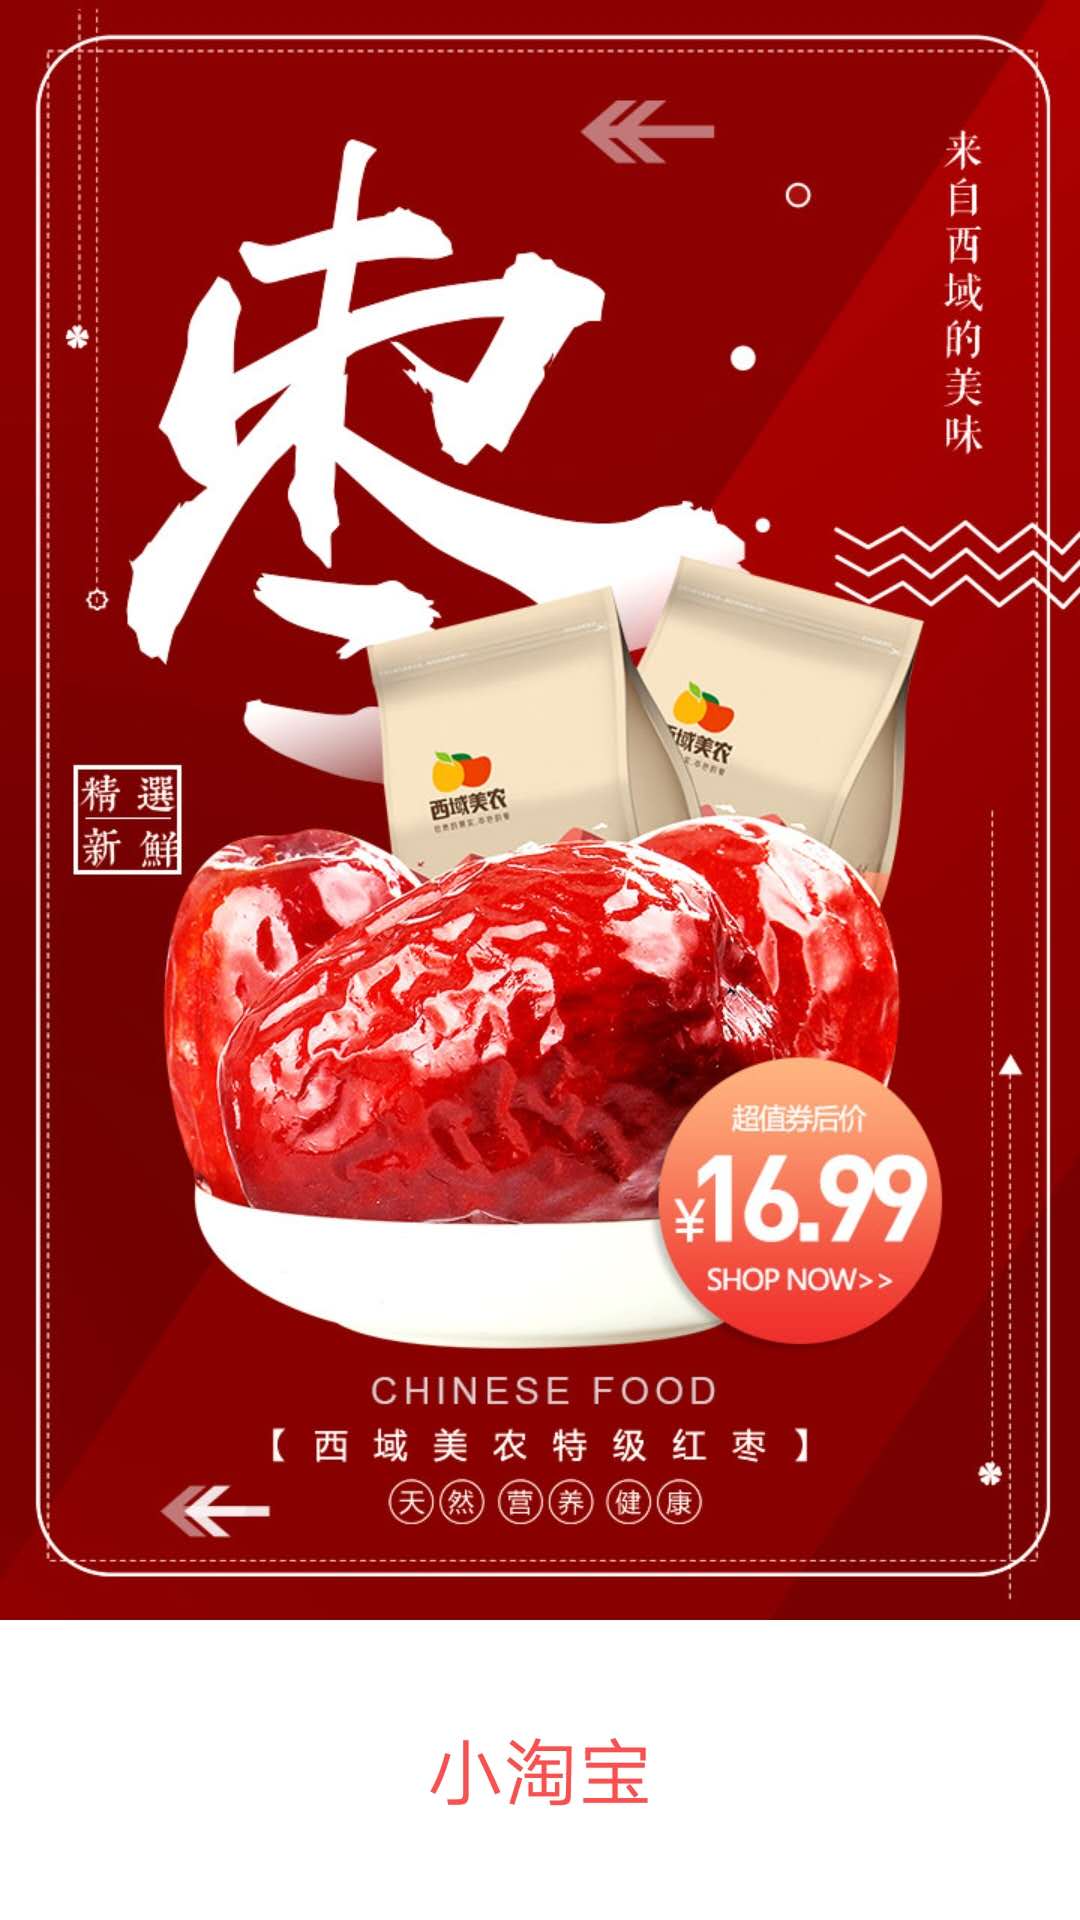 枣
来自西域的美味
西域美农
西域美农
精選
新鮮
超值券后价
¥16.99
SHOP NOW>>
CHINESE FOOD
【西域美农特级红枣】
天然 营养 健康
小淘宝